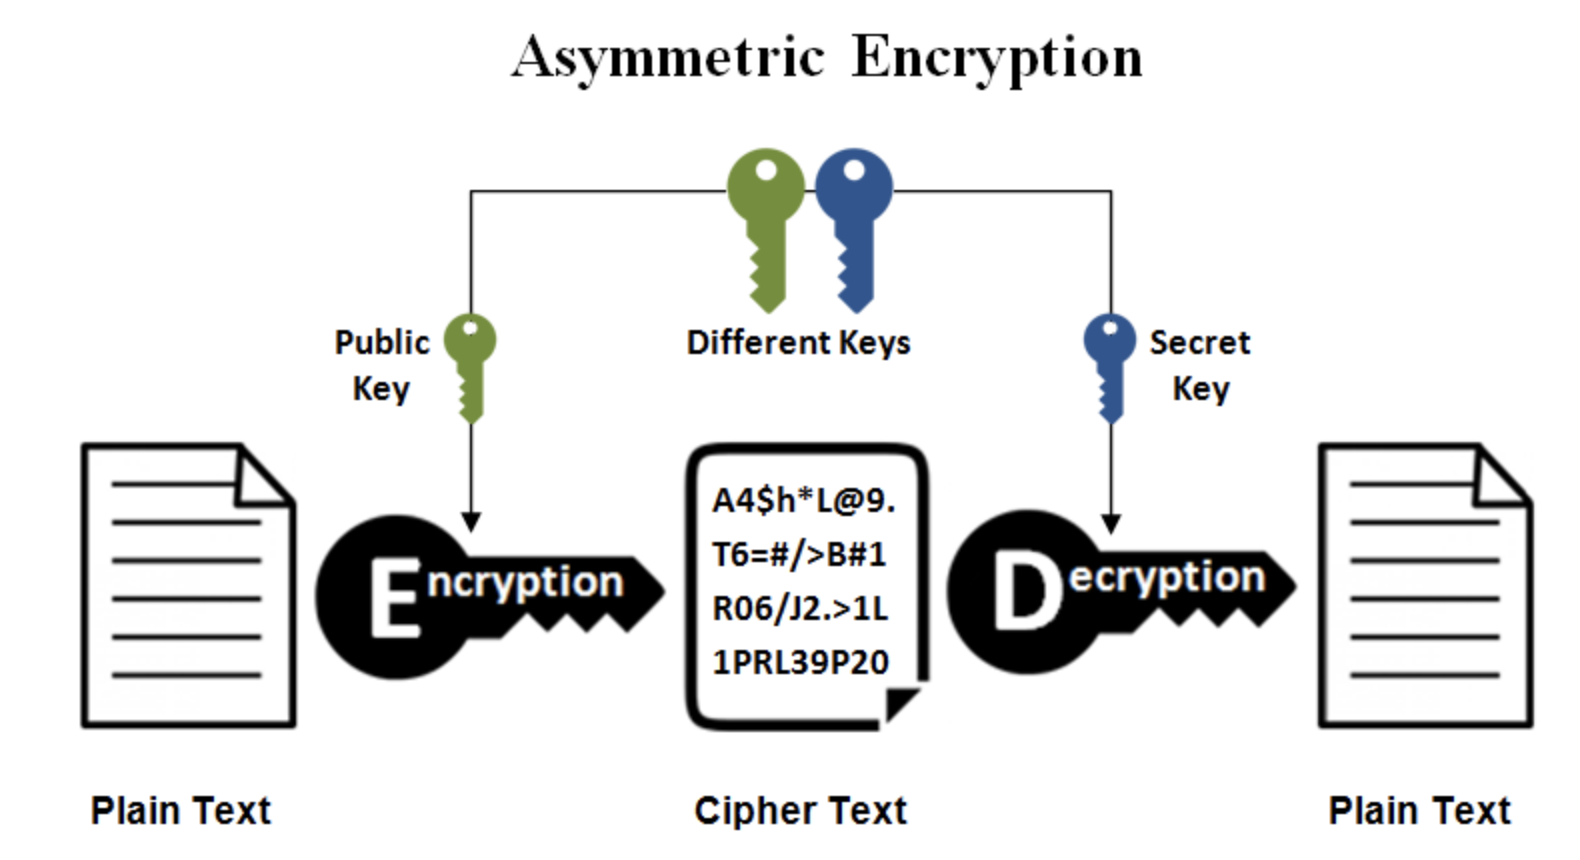 Asymmetric Encryption
Public
Key
Different Keys
Secret
Key
Encryption
A4$h*L@9.
T6=#/>B#1
R06/J2.>1L
1PRL39P20
Decryption
Plain Text
Cipher Text
Plain Text